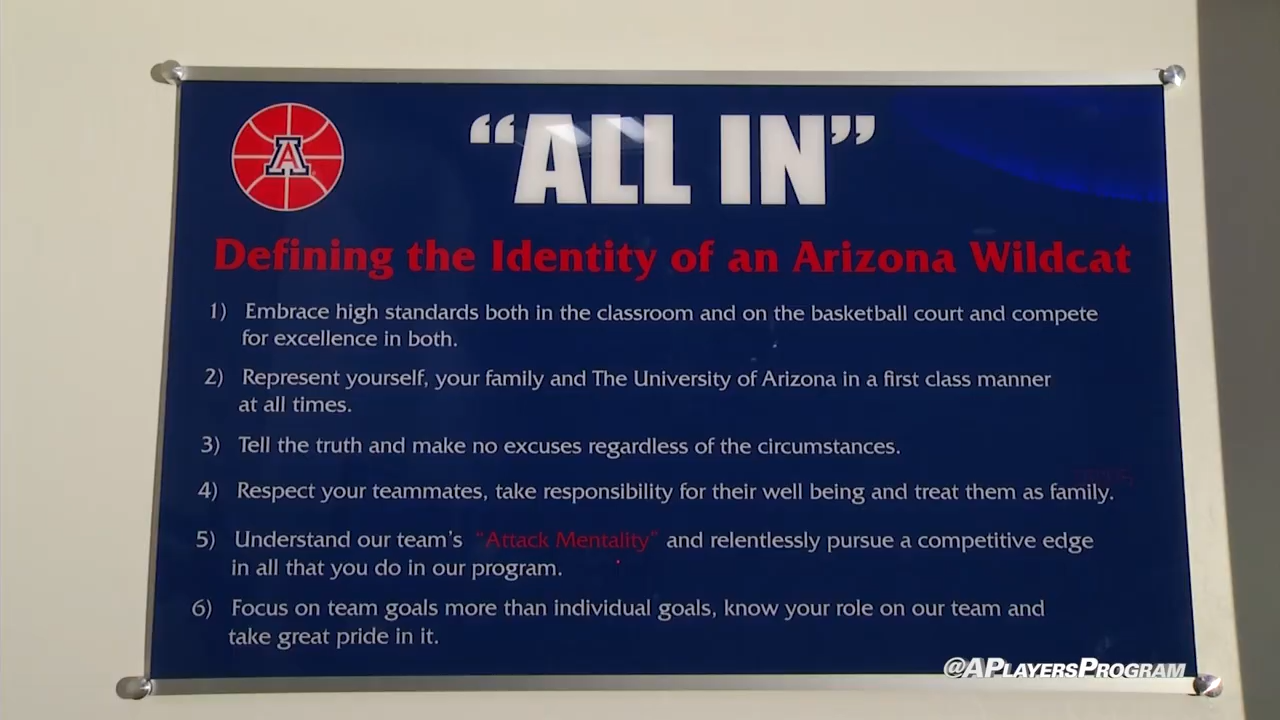 A
“ALL IN”
Defining the Identity of an Arizona Wildcat
1) Embrace high standards both in the classroom and on the basketball court and compete
for excellence in both.
2) Represent yourself, your family and The University of Arizona in a first class manner
at all times.
3) Tell the truth and make no excuses regardless of the circumstances.
4) Respect your teammates, take responsibility for their well being and treat them as family.
5) Understand our team’s “Attack Mentality” and relentlessly pursue a competitive edge
in all that you do in our program.
6) Focus on team goals more than individual goals, know your role on our team and
take great pride in it.
@APLAYERSPROGRAM